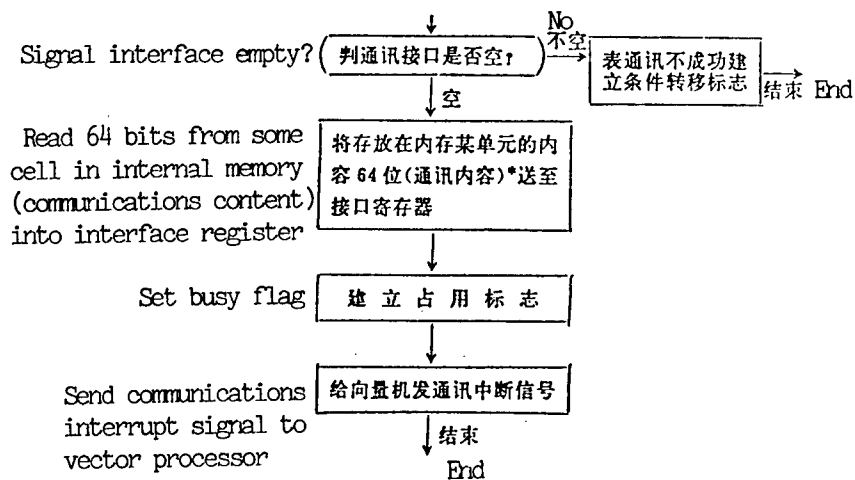 No
Signal interface empty?
判通讯接口是否空?
不空
表通讯不成功建
立条件转移标志
结束 End
空
Read 64 bits from some
cell in internal memory
(communications content)
into interface register
将存放在内存某单元的内
容64位(通讯内容)*送至
接口寄存器
Set busy flag
建立占用标志
Send communications
interrupt signal to
vector processor
给向量机发通讯中断信号
结束
End